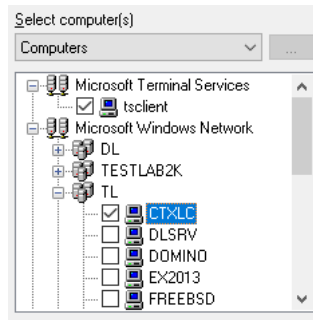 Select computer(s)
Computers
...
Microsoft Terminal Services
tsclient
Microsoft Windows Network
DL
TESTLAB2K
TL
CTXLC
DLSRV
DOMINO
EX2013
FREEBSD